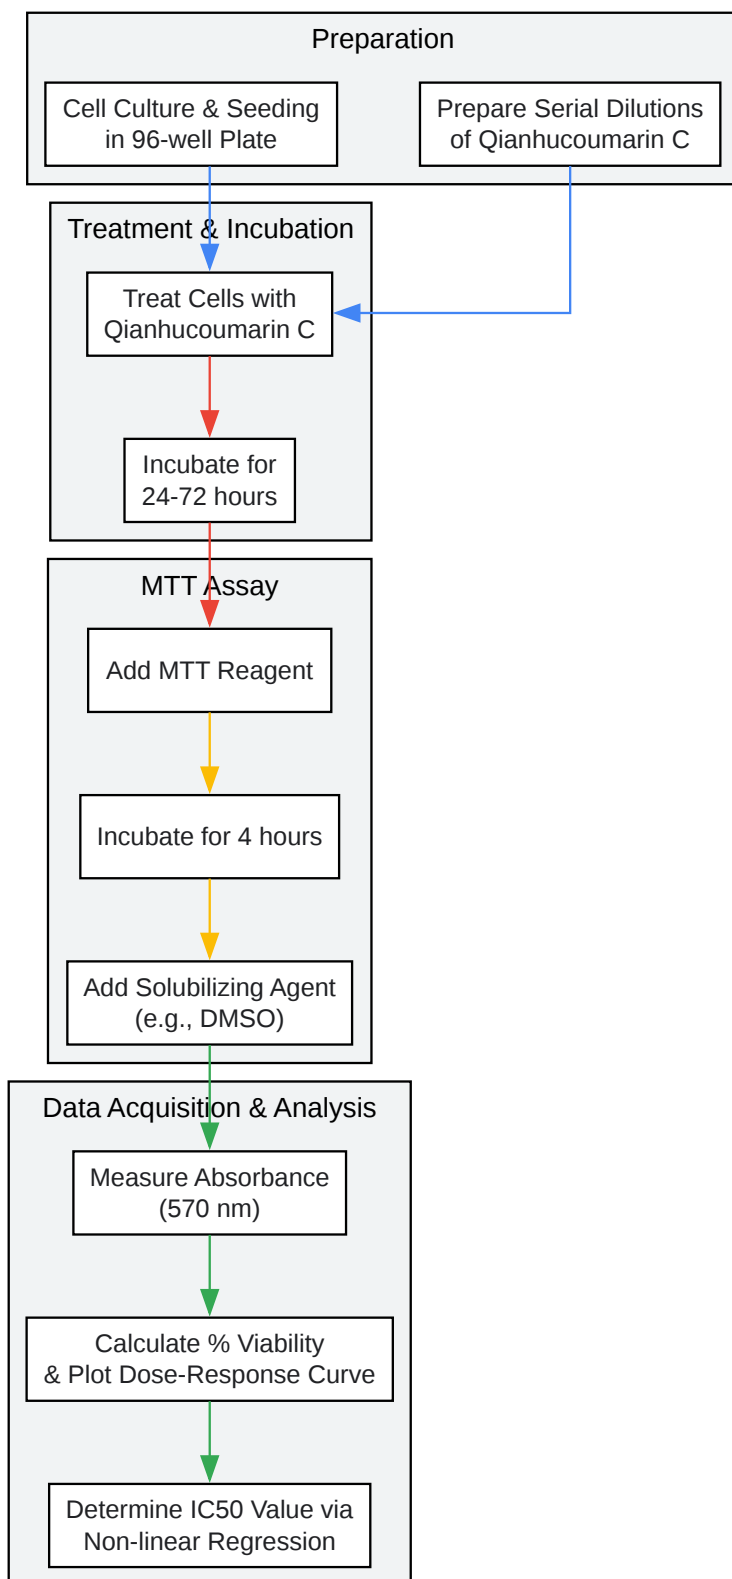 Preparation
Cell Culture & Seeding
in 96-well Plate
Prepare Serial Dilutions
of Qianhucoumarin C
Treatment & Incubation
Treat Cells with
Qianhucoumarin C
Incubate for
24-72 hours
MTT Assay
Add MTT Reagent
Incubate for 4 hours
Add Solubilizing Agent
(e.g., DMSO)
Data Acquisition & Analysis
Measure Absorbance
(570 nm)
Calculate % Viability
& Plot Dose-Response Curve
Determine IC50 Value via
Non-linear Regression